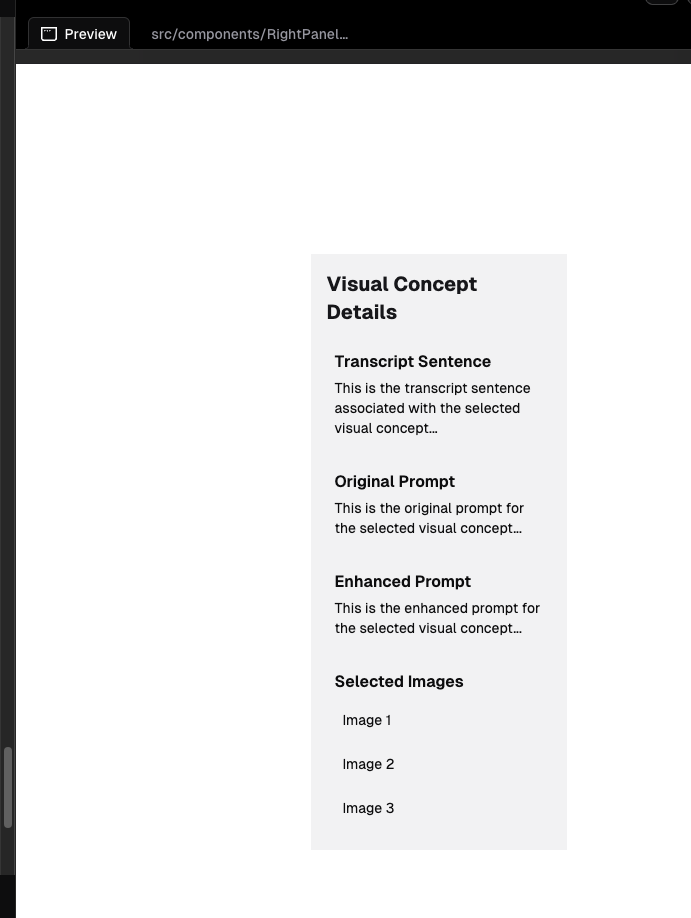 Preview
src/components/RightPanel...
Visual Concept
Details
Transcript Sentence
This is the transcript sentence
associated with the selected
visual concept...
Original Prompt
This is the original prompt for
the selected visual concept...
Enhanced Prompt
This is the enhanced prompt for
the selected visual concept...
Selected Images
Image 1
Image 2
Image 3